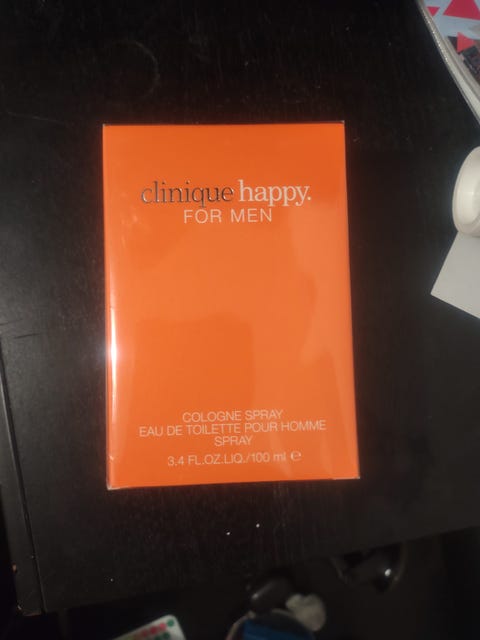 clinique happy.
FOR MEN
COLOGNE SPRAY
EAU DE TOILETTE POUR HOMME
SPRAY
3.4 FL.OZ.LIQ./100 ml ℮